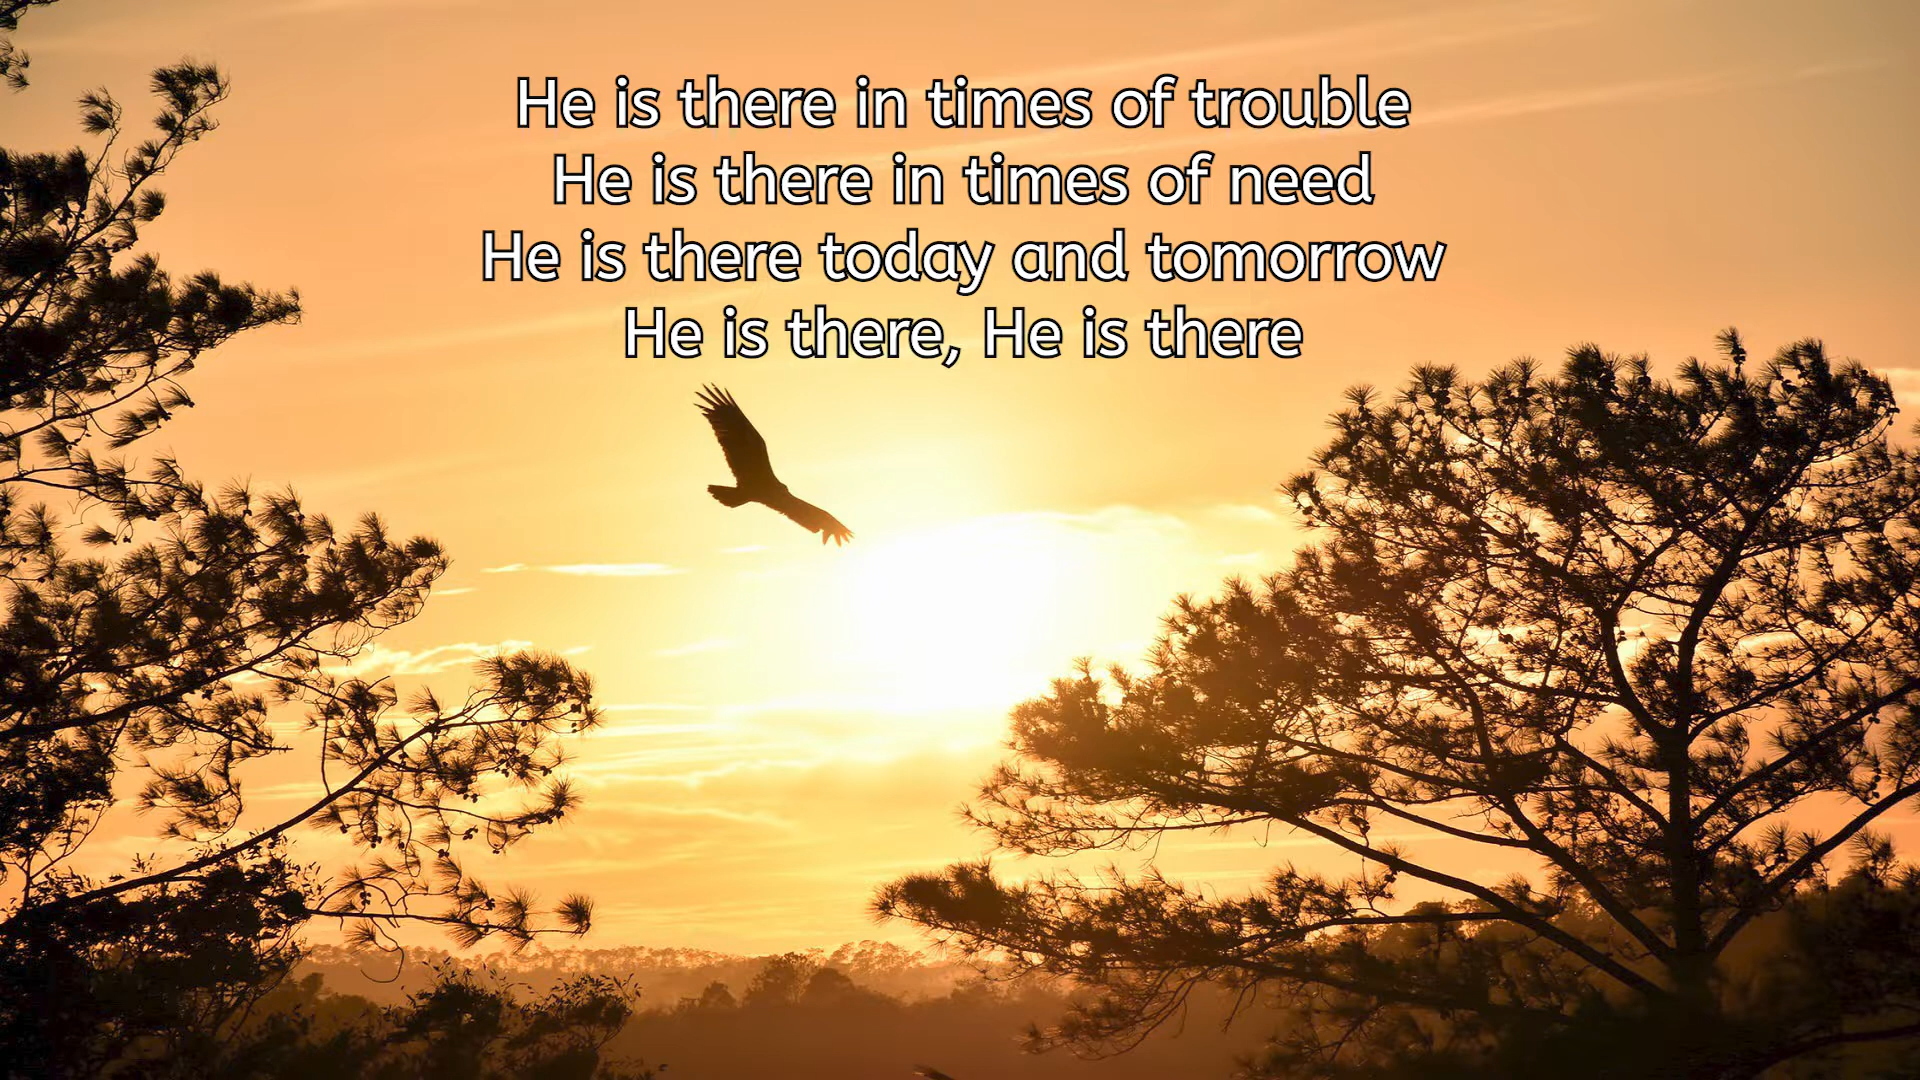 He is there in times of trouble
He is there in times of need
He is there today and tomorrow
He is there, He is there